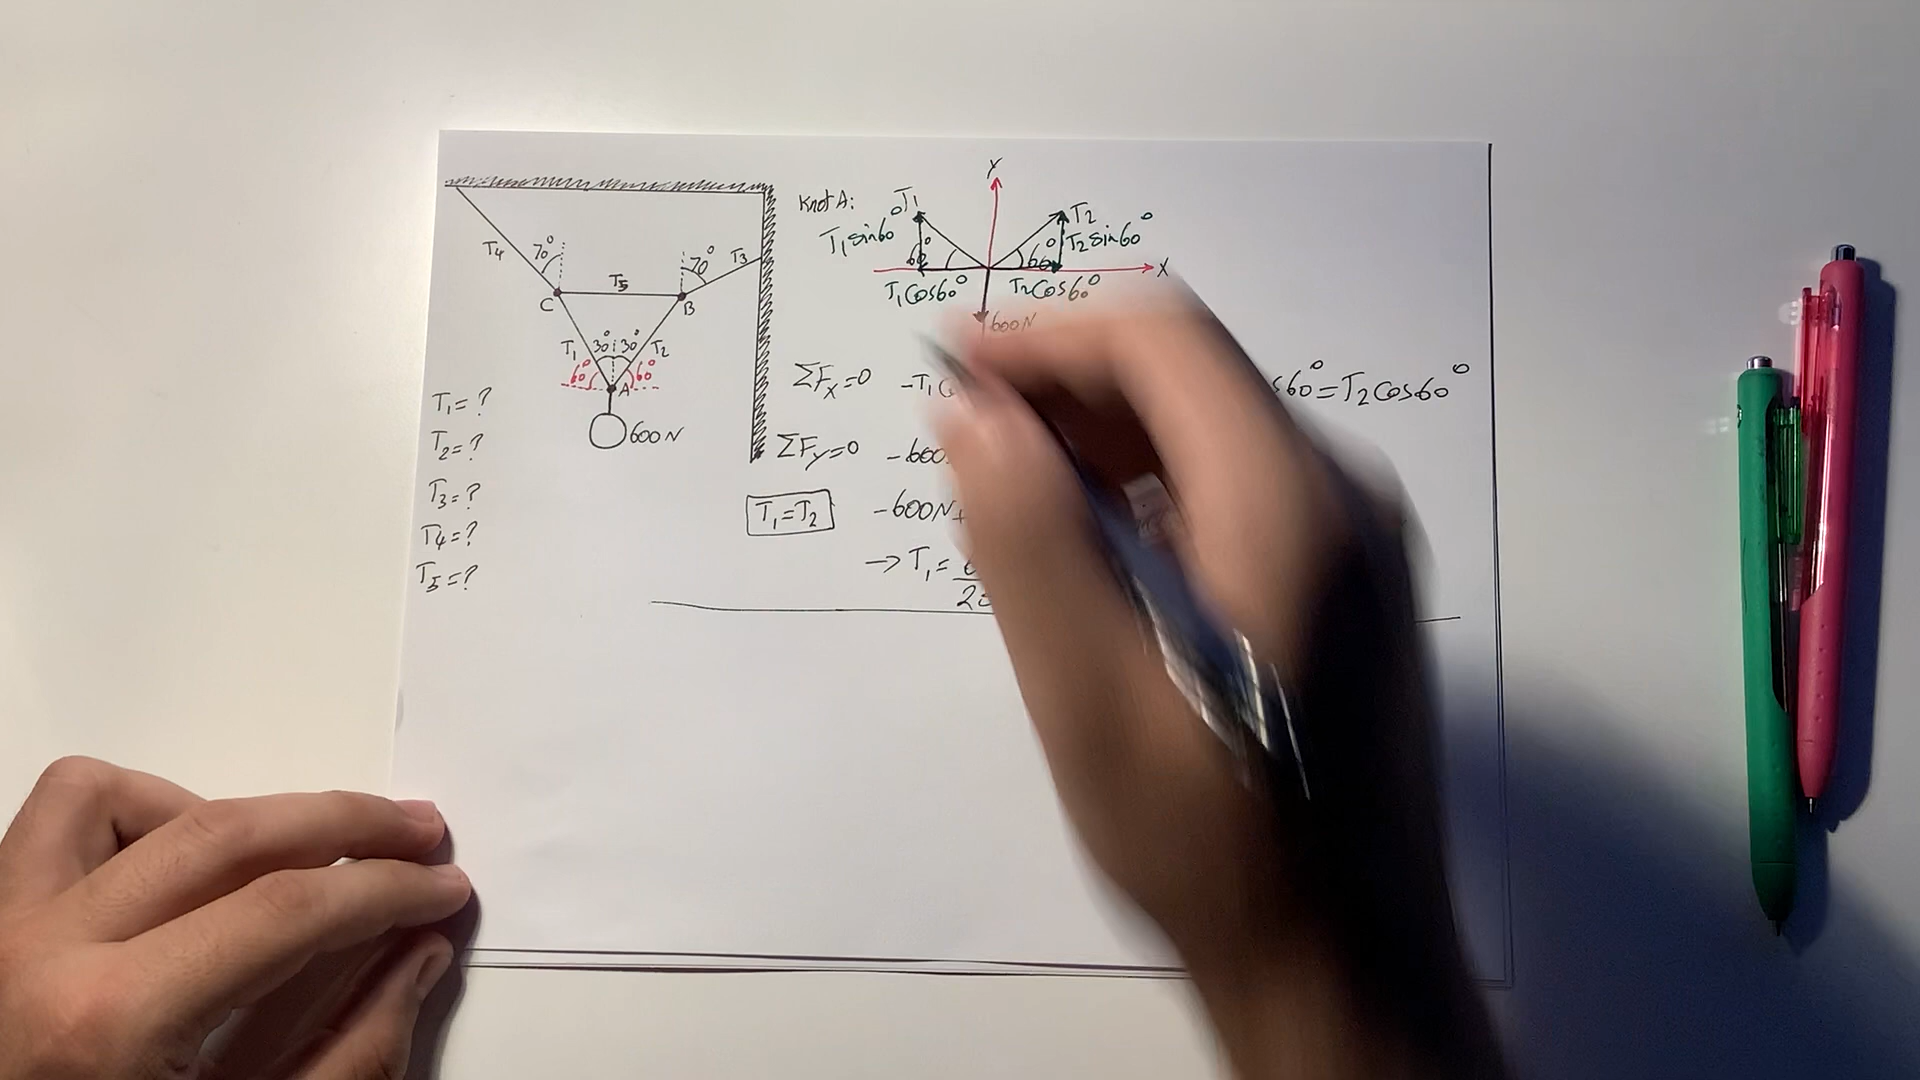 T4
70°
T5
70°
T3
C
B
T1
30°
30°
T2
60°
60°
A
600N
T1=?
T2=?
T3=?
T4=?
T5=?
Knot A:
Y
T1
T1 sin60°
60°
T2
T2 sin60°
60°
X
T1 Cos60°
T2 Cos60°
600N
ΣFx=0
60°=T2 Cos60°
ΣFy=0 -600
T1=T2 -600N+
→ T1=